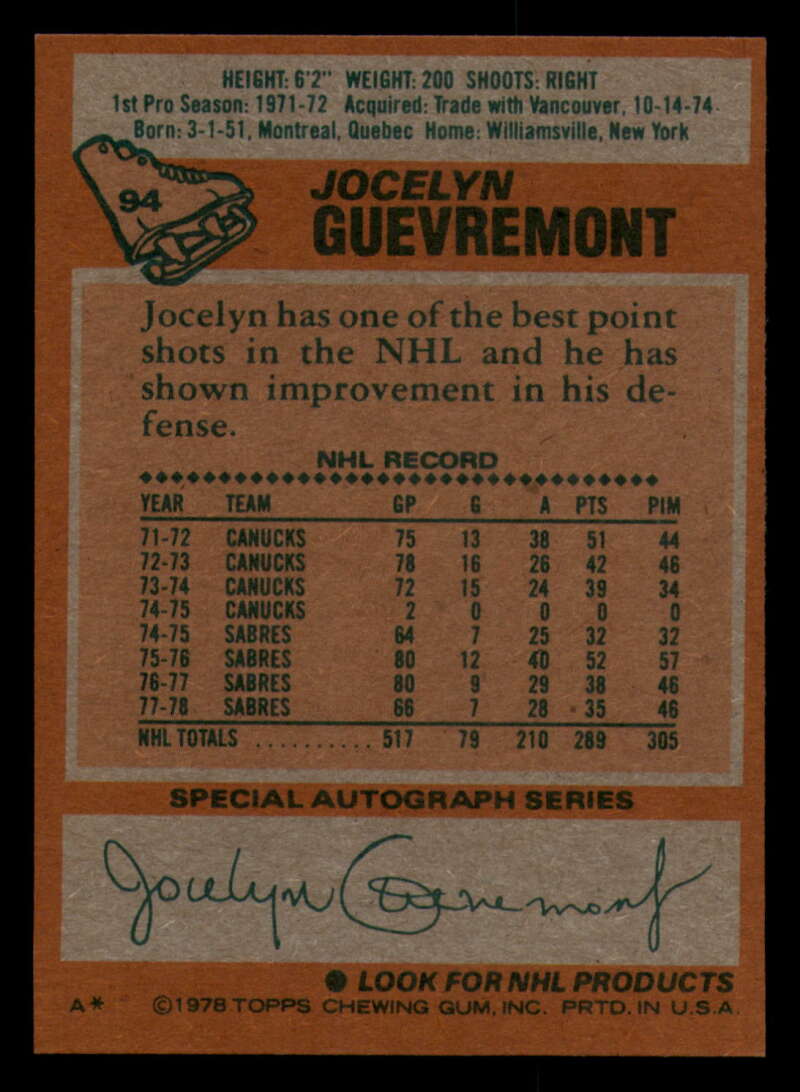 HEIGHT: 6'2" WEIGHT: 200 SHOOTS: RIGHT
1st Pro Season: 1971-72 Acquired: Trade with Vancouver, 10-14-74
Born: 3-1-51, Montreal, Quebec Home: Williamsville, New York
94
JOCELYN
GUEVREMONT
Jocelyn has one of the best point
shots in the NHL and he has
shown improvement in his de-
fense.
NHL RECORD
YEAR TEAM GP G A PTS PIM
71-72 CANUCKS 75 13 38 51 44
72-73 CANUCKS 78 16 26 42 46
73-74 CANUCKS 72 15 24 39 34
74-75 CANUCKS 2 0 0 0 0
74-75 SABRES 64 7 25 32 32
75-76 SABRES 80 12 40 52 57
76-77 SABRES 80 9 29 38 46
77-78 SABRES 66 7 28 35 46
NHL TOTALS .......... 517 79 210 289 305
SPECIAL AUTOGRAPH SERIES
Jocelyn Guevremont
● LOOK FOR NHL PRODUCTS
A* ©1978 TOPPS CHEWING GUM, INC. PRTD. IN U.S.A.